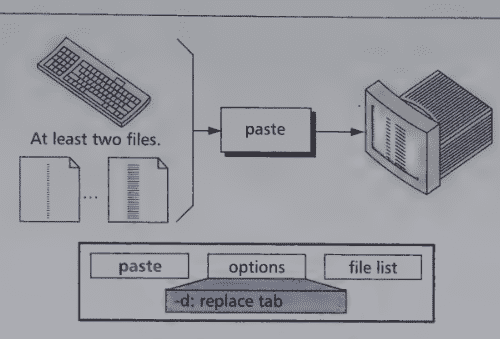 At least two files.
...
paste
paste
options
file list
-d: replace tab